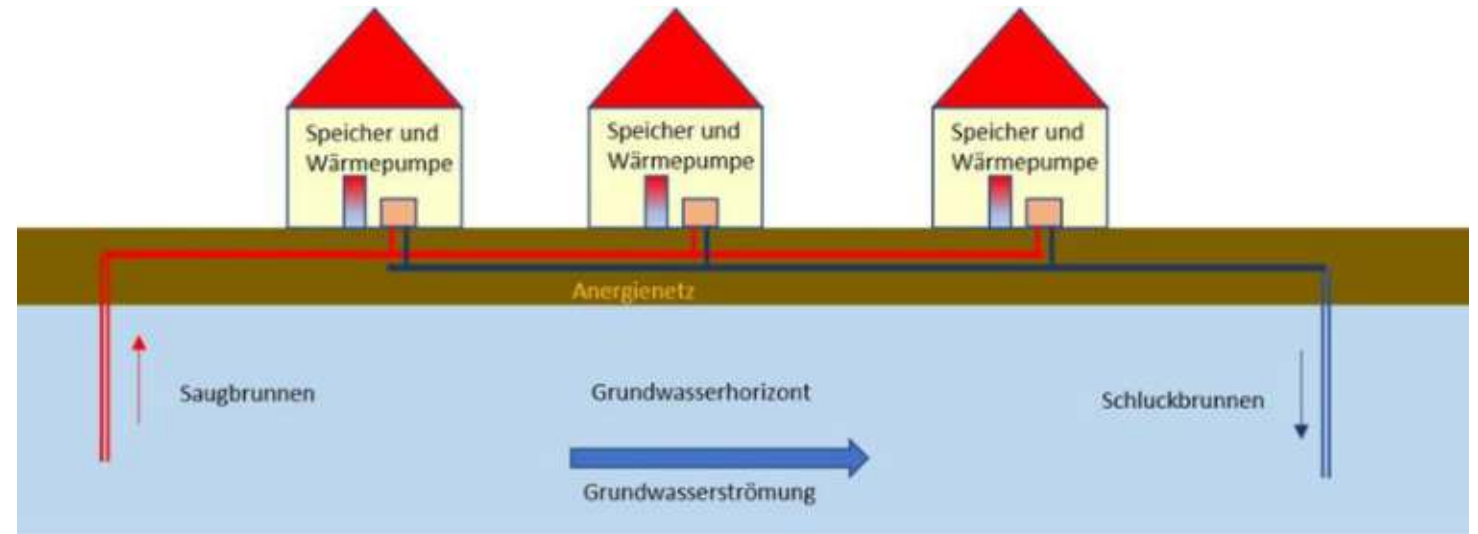 Speicher und
Wärmepumpe
Speicher und
Wärmepumpe
Speicher und
Wärmepumpe
Anergienetz
Saugbrunnen
Grundwasserhorizont
Schluckbrunnen
Grundwasserströmung